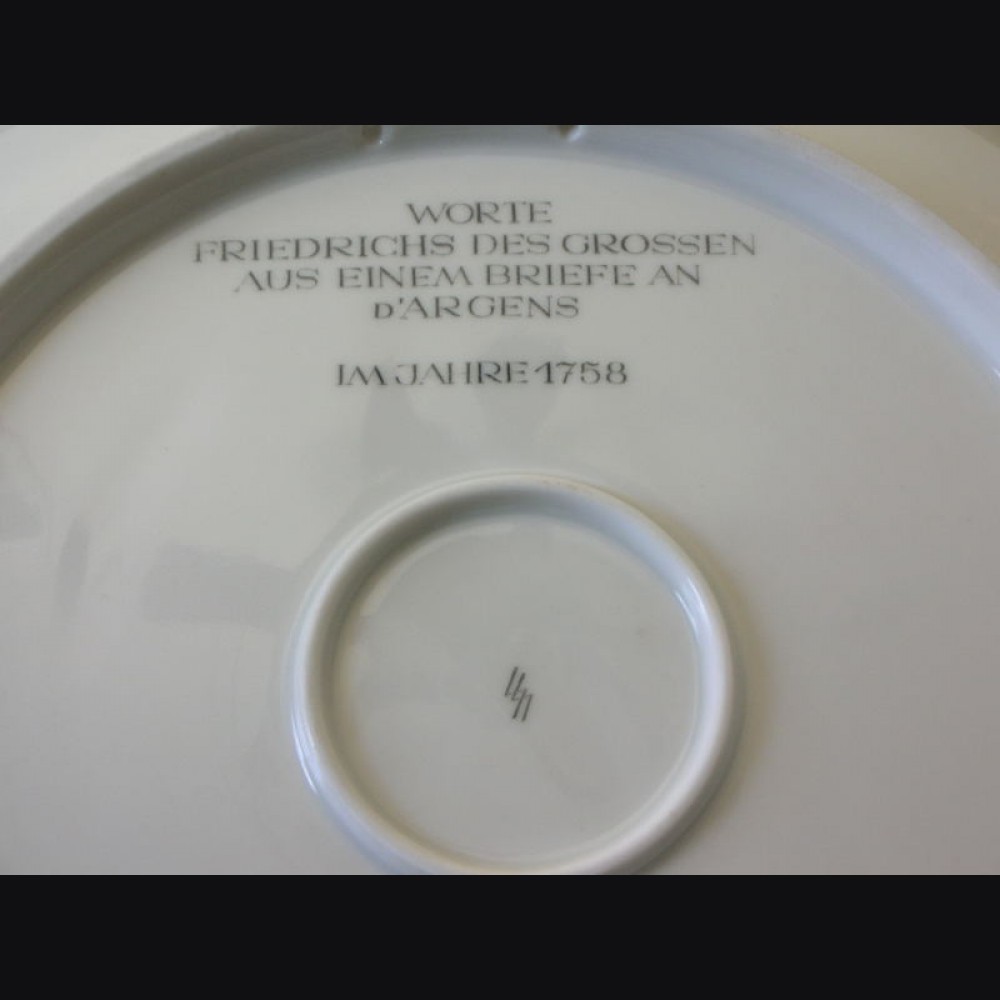 WORTE
FRIEDRICHS DES GROSSEN
AUS EINEM BRIEFE AN
D'ARGENS
IM JAHRE 1758